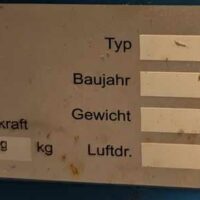 Typ
Baujahr
Gewicht
kraft
g kg Luftdr.